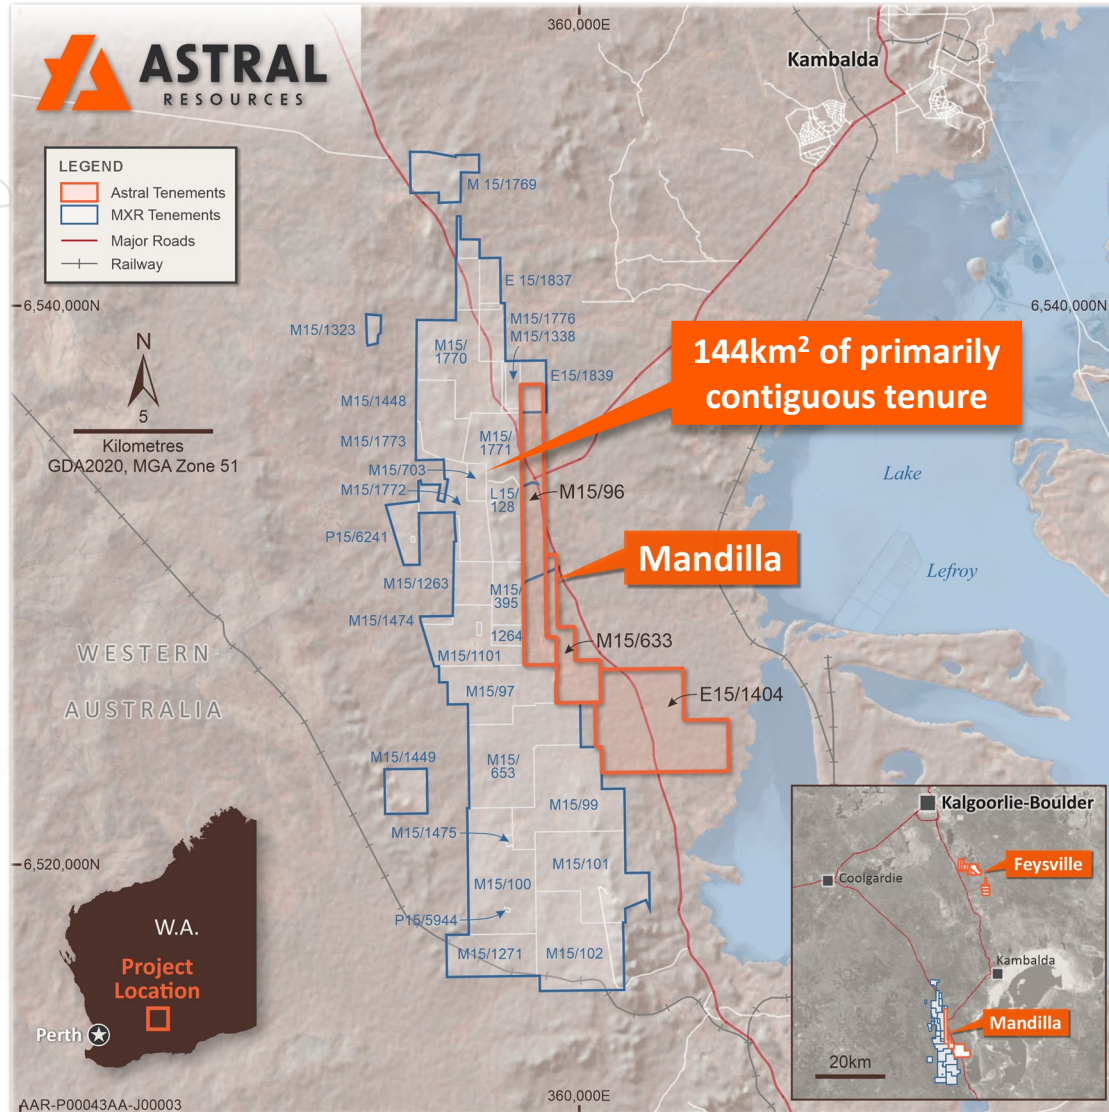 360,000E
ASTRAL
RESOURCES
Kambalda
LEGEND
Astral Tenements
MXR Tenements
Major Roads
Railway
M 15/1769
E 15/1837
6,540,000N
6,540,000N
M15/1776
M15/1323
M15/1338
N
M15/
1770
144km² of primarily
contiguous tenure
E15/1839
5
Kilometres
GDA2020, MGA Zone 51
M15/1448
M15/1773
M15/
1771
M15/703
M15/1772
L15/
128
M15/96
Lake
P15/6241
Mandilla
Lefroy
M15/1263
M15/
395
M15/1474
1264
M15/633
WESTERN
AUSTRALIA
M15/1101
M15/97
E15/1404
M15/1449
M15/
653
M15/99
M15/1475
M15/101
6,520,000N
M15/100
P15/5944
M15/1271
M15/102
W.A.
Project
Location
Perth
Kalgoorlie-Boulder
Feysville
Coolgardie
Kambalda
Mandilla
20km
360,000E
AAR-P00043AA-J00003